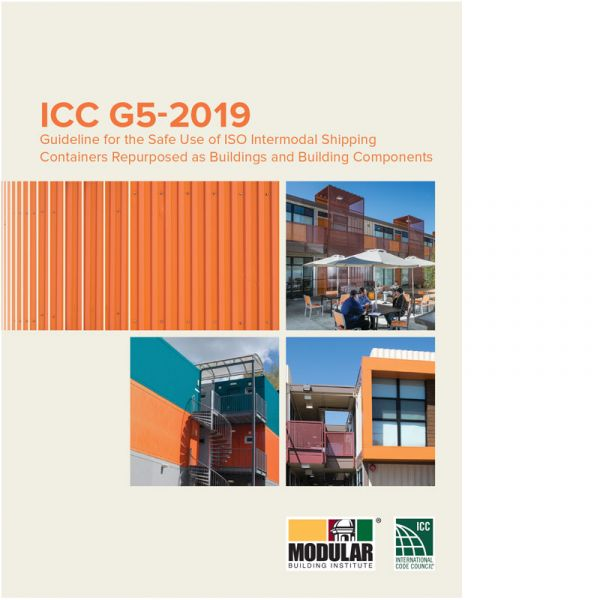 ICC G5-2019
Guideline for the Safe Use of ISO Intermodal Shipping
Containers Repurposed as Buildings and Building Components
MODULAR
BUILDING INSTITUTE
®
ICC
INTERNATIONAL
CODE COUNCIL®